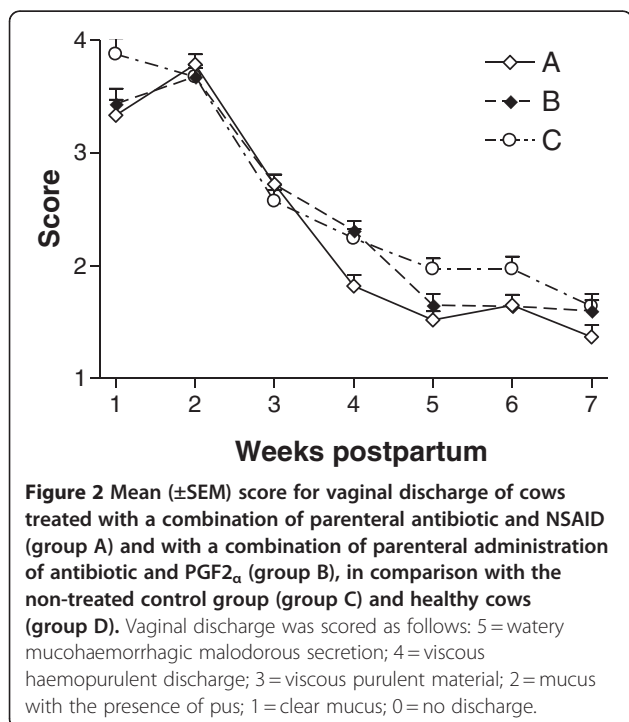 4
3
2
1
Score
A
B
C
1 2 3 4 5 6 7
Weeks postpartum
Figure 2 Mean (±SEM) score for vaginal discharge of cows
treated with a combination of parenteral antibiotic and NSAID
(group A) and with a combination of parenteral administration
of antibiotic and PGF2α (group B), in comparison with the
non-treated control group (group C) and healthy cows
(group D). Vaginal discharge was scored as follows: 5 = watery
mucohaemorrhagic malodorous secretion; 4 = viscous
haemopurulent discharge; 3 = viscous purulent material; 2 = mucus
with the presence of pus; 1 = clear mucus; 0 = no discharge.